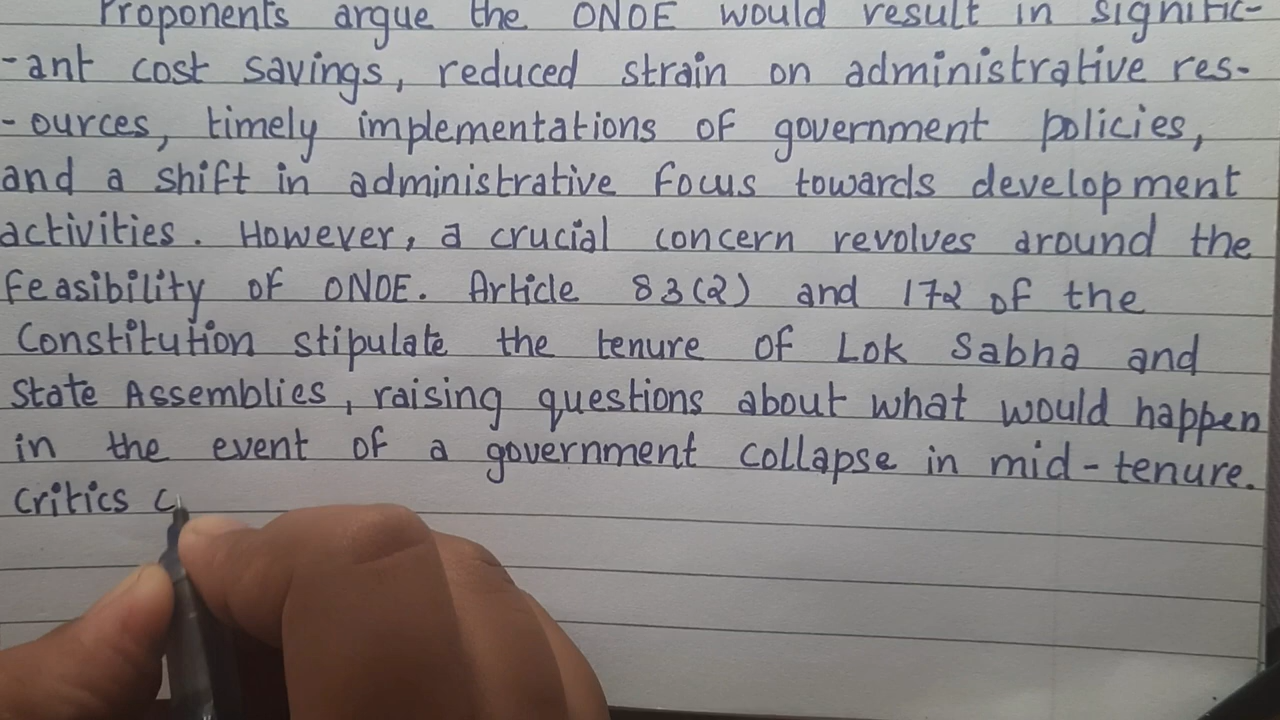 Proponents argue the ONOE would result in signific-
-ant cost savings, reduced strain on administrative res-
-ources, timely implementations of government policies,
and a shift in administrative focus towards development
activities. However, a crucial concern revolves around the
feasibility of ONOE. Article 83(2) and 172 of the
Constitution stipulate the tenure of Lok Sabha and
State Assemblies, raising questions about what would happen
in the event of a government collapse in mid-tenure.
Critics